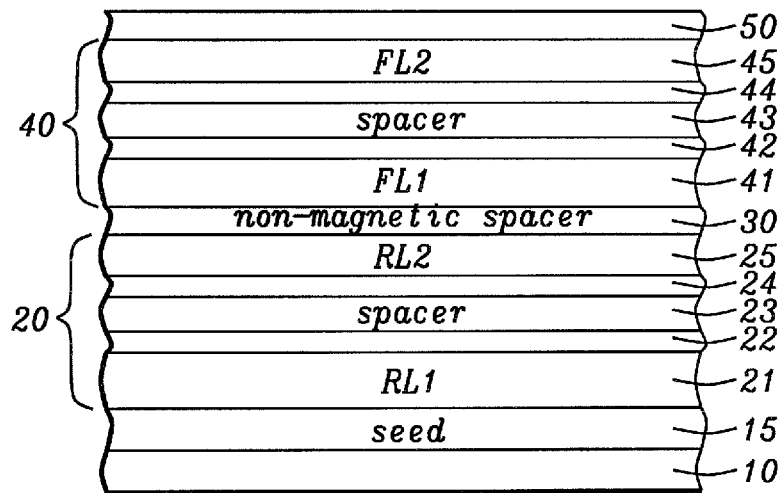 50
FL2 45
44
40 spacer 43
42
FL1 41
non-magnetic spacer 30
RL2 25
24
20 spacer 23
22
RL1 21
seed 15
10